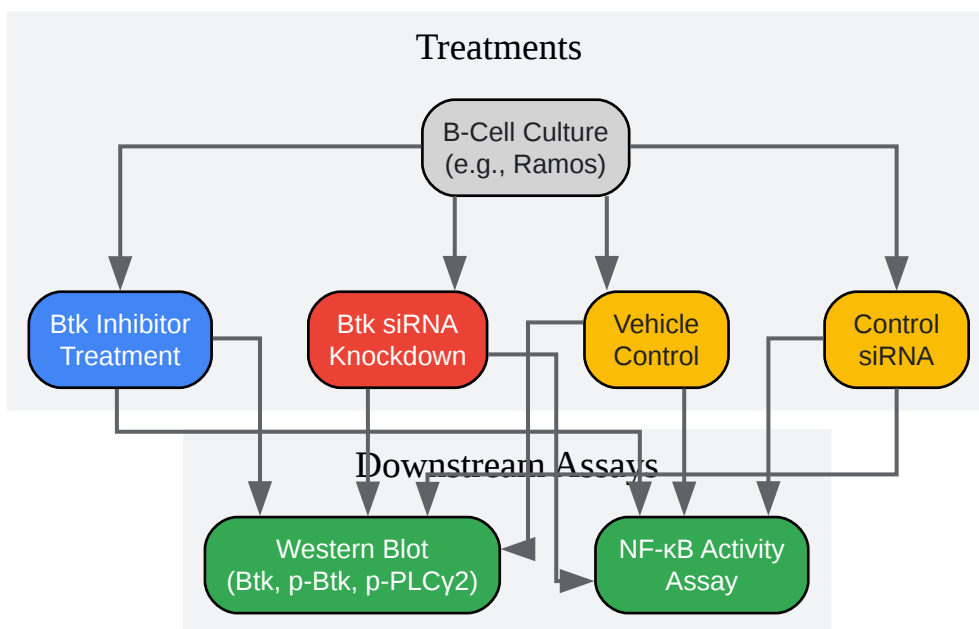 Treatments
B-Cell Culture
(e.g., Ramos)
Btk Inhibitor
Treatment
Btk siRNA
Knockdown
Vehicle
Control
Control
siRNA
Downstream Assays
Western Blot
(Btk, p-Btk, p-PLCγ2)
NF-κB Activity
Assay